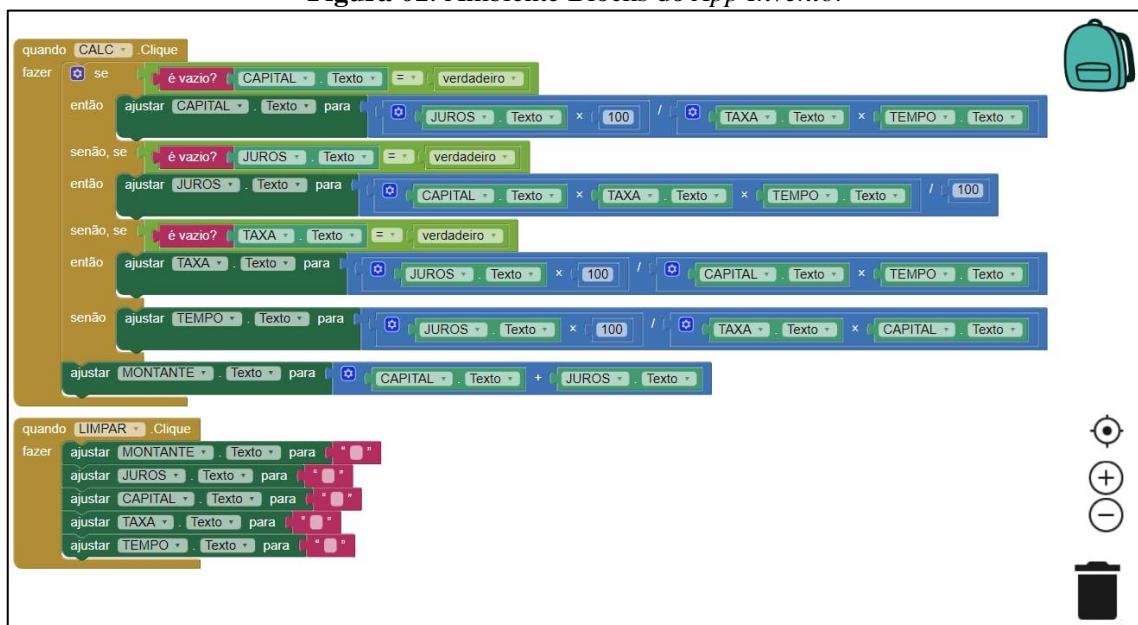 Figura 02: Ambiente Blocks do App Inventor
quando CALC .Clique
fazer se é vazio? CAPITAL . Texto = verdadeiro
então ajustar CAPITAL . Texto para JUROS . Texto × 100 / TAXA . Texto × TEMPO . Texto
senão, se é vazio? JUROS . Texto = verdadeiro
então ajustar JUROS . Texto para CAPITAL . Texto × TAXA . Texto × TEMPO . Texto / 100
senão, se é vazio? TAXA . Texto = verdadeiro
então ajustar TAXA . Texto para JUROS . Texto × 100 / CAPITAL . Texto × TEMPO . Texto
senão ajustar TEMPO . Texto para JUROS . Texto × 100 / TAXA . Texto × CAPITAL . Texto
ajustar MONTANTE . Texto para CAPITAL . Texto + JUROS . Texto
quando LIMPAR .Clique
fazer ajustar MONTANTE . Texto para " "
ajustar JUROS . Texto para " "
ajustar CAPITAL . Texto para " "
ajustar TAXA . Texto para " "
ajustar TEMPO . Texto para " "